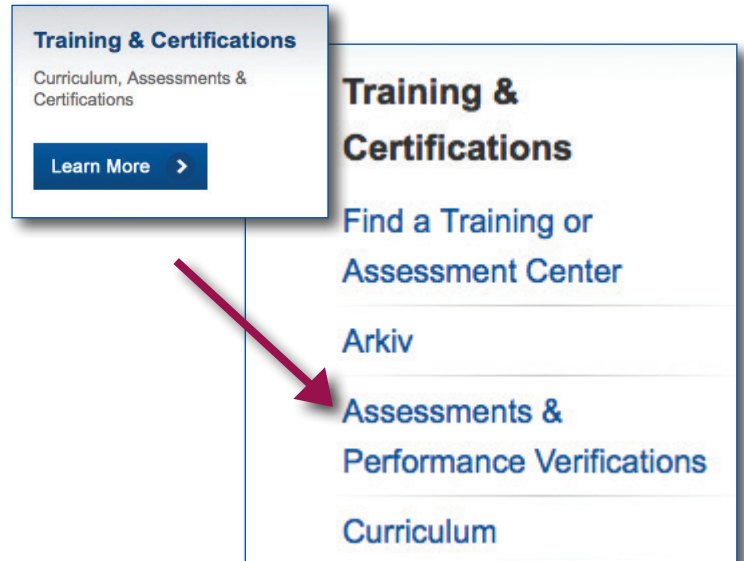 Training & Certifications
Curriculum, Assessments &
Certifications
Learn More
Training &
Certifications
Find a Training or
Assessment Center
Arkiv
Assessments &
Performance Verifications
Curriculum